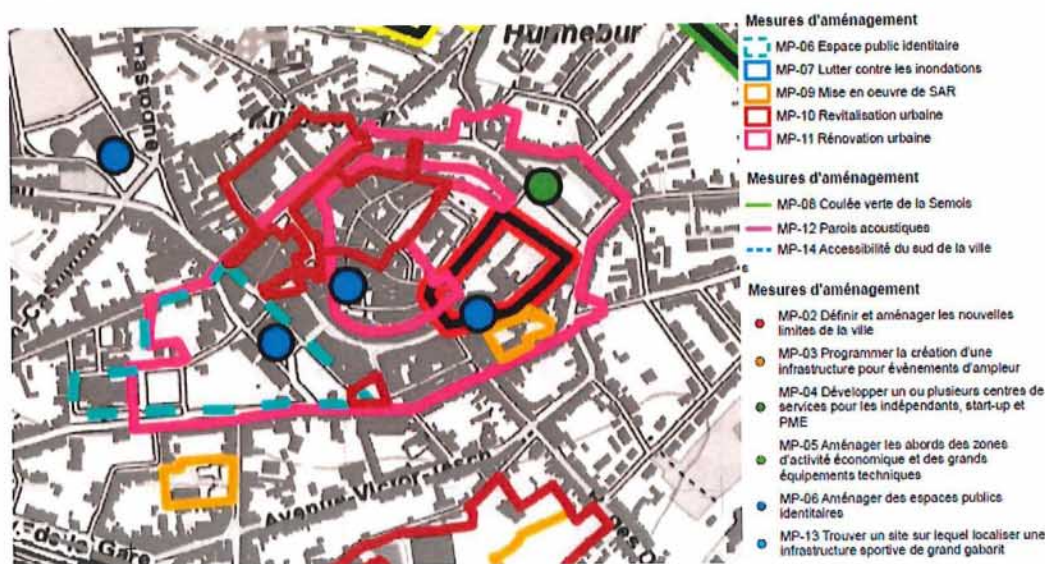 Hurmebur
Bastogne
Mesures d'aménagement
MP-06 Espace public identitaire
MP-07 Lutter contre les inondations
MP-09 Mise en oeuvre de SAR
MP-10 Revitalisation urbaine
MP-11 Rénovation urbaine
Mesures d'aménagement
MP-08 Coulée verte de la Semois
MP-12 Parois acoustiques
MP-14 Accessibilité du sud de la ville
Mesures d'aménagement
MP-02 Définir et aménager les nouvelles
limites de la ville
MP-03 Programmer la création d'une
infrastructure pour évènements d'ampleur
MP-04 Développer un ou plusieurs centres de
services pour les indépendants, start-up et
PME
MP-05 Aménager les abords des zones
d'activité économique et des grands
équipements techniques
MP-06 Aménager des espaces publics
identitaires
MP-13 Trouver un site sur lequel localiser une
infrastructure sportive de grand gabarit
Avenue Victor Tesch
de la Gare